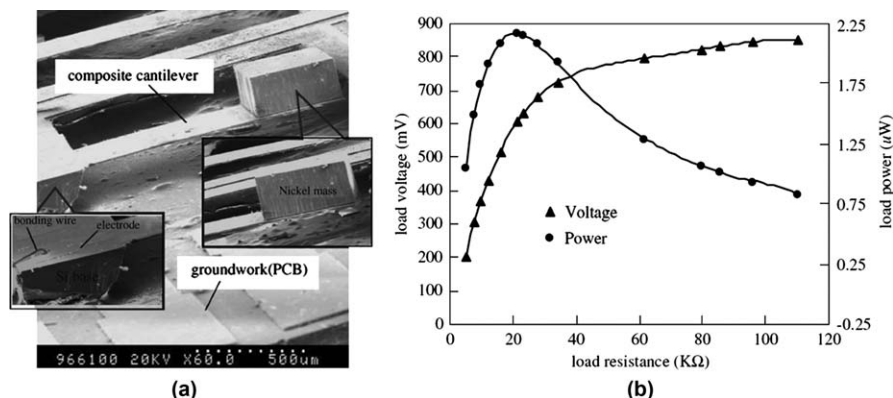 composite cantilever
Nickel mass
bonding wire
electrode
Si base
groundwork(PCB)
966100 20KV X60.0 500um
(a)
load voltage (mV)
900
800
700
600
500
400
300
200
100
0
Voltage
Power
2.25
1.75
1.25
0.75
0.25
-0.25
load power (uW)
0 20 40 60 80 100 120
load resistance (KΩ)
(b)